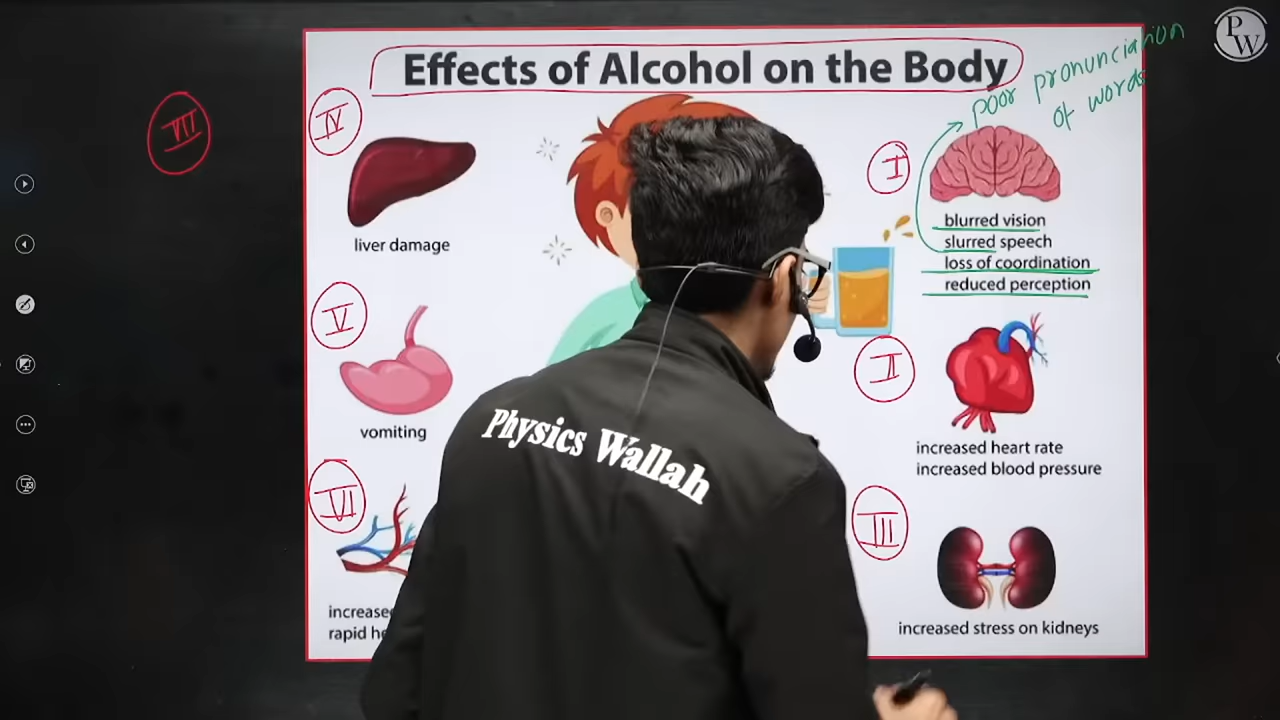 Effects of Alcohol on the Body
poor pronunciation
of words
VII
IV
liver damage
I
blurred vision
slurred speech
loss of coordination
reduced perception
V
vomiting
II
increased heart rate
increased blood pressure
VI
rapid
III
increased stress on kidneys
Physics Wallah
PW